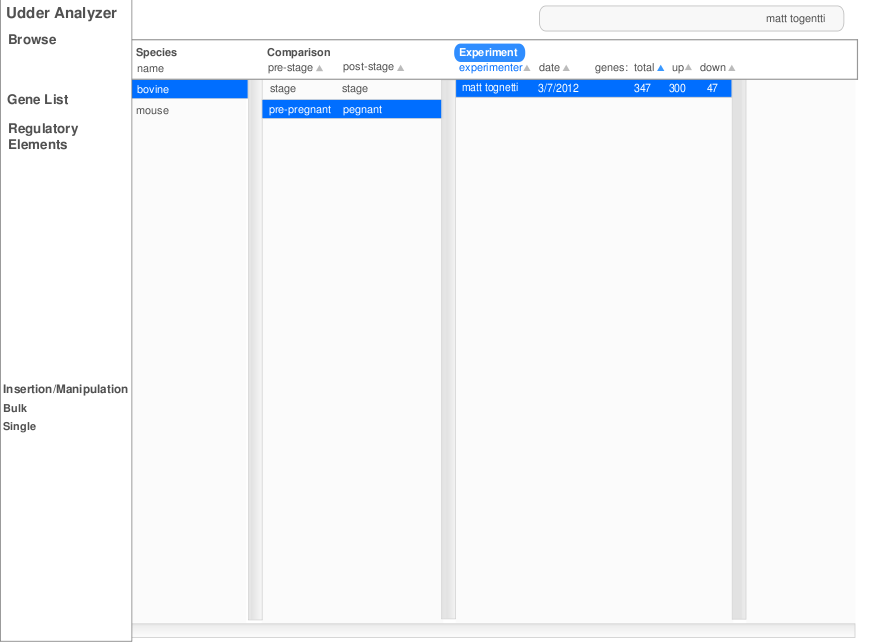 Udder Analyzer
matt togentti
Browse
Species
Comparison
Experiment
name
pre-stage ▲ post-stage ▲
experimenter▲ date ▲ genes: total ▲ up▲ down ▲
bovine
stage stage
matt tognetti 3/7/2012 347 300 47
mouse
pre-pregnant pegnant
Gene List
Regulatory
Elements
Insertion/Manipulation
Bulk
Single